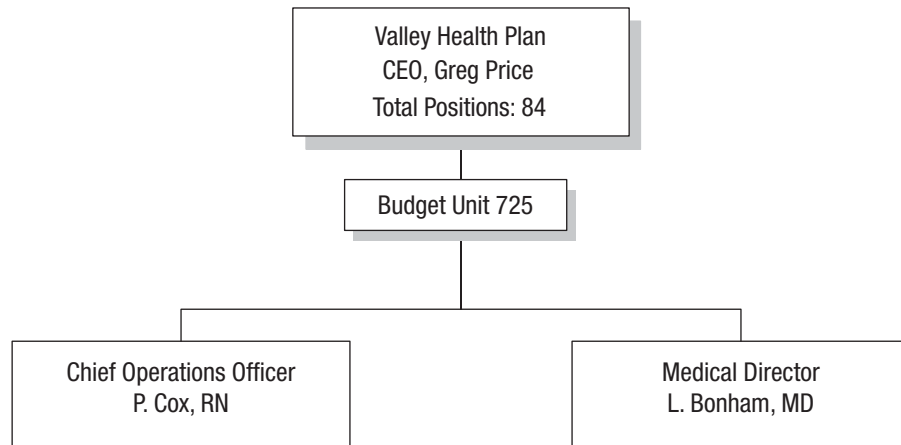 Valley Health Plan
CEO, Greg Price
Total Positions: 84
Budget Unit 725
Chief Operations Officer
P. Cox, RN
Medical Director
L. Bonham, MD